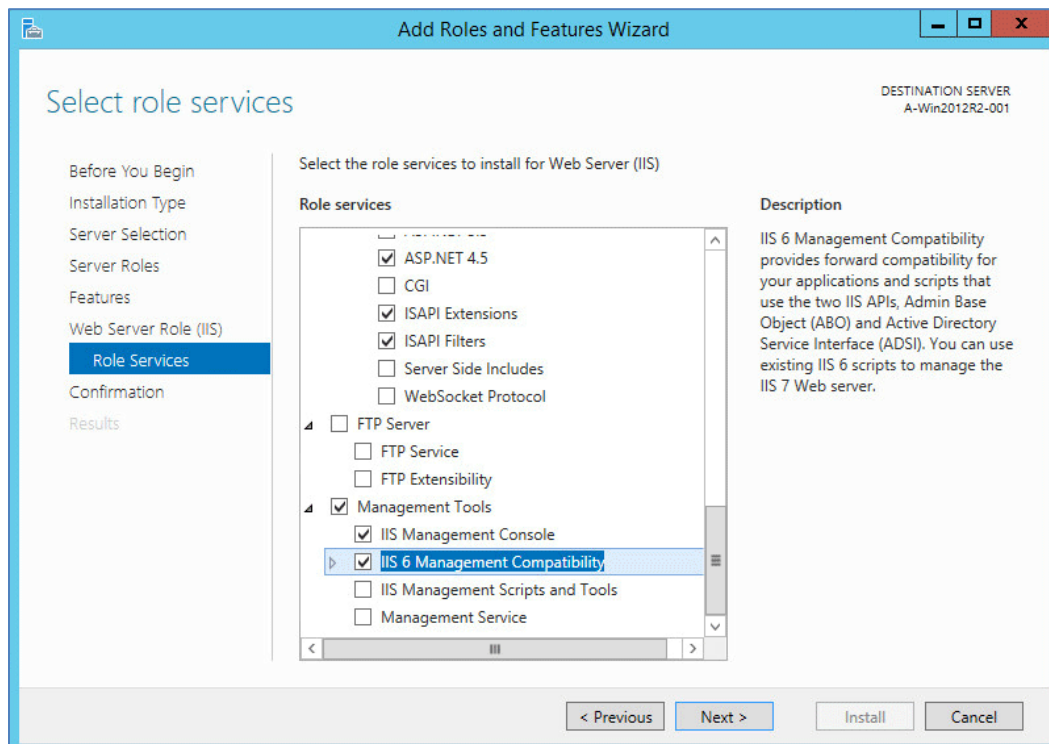 Add Roles and Features Wizard
Select role services
DESTINATION SERVER
A-Win2012R2-001
Before You Begin
Installation Type
Server Selection
Server Roles
Features
Web Server Role (IIS)
Role Services
Confirmation
Results
Select the role services to install for Web Server (IIS)
Role services
ASP.NET 4.5
CGI
ISAPI Extensions
ISAPI Filters
Server Side Includes
WebSocket Protocol
FTP Server
FTP Service
FTP Extensibility
Management Tools
IIS Management Console
IIS 6 Management Compatibility
IIS Management Scripts and Tools
Management Service
Description
IIS 6 Management Compatibility
provides forward compatibility for
your applications and scripts that
use the two IIS APIs, Admin Base
Object (ABO) and Active Directory
Service Interface (ADSI). You can use
existing IIS 6 scripts to manage the
IIS 7 Web server.
< Previous
Next >
Install
Cancel